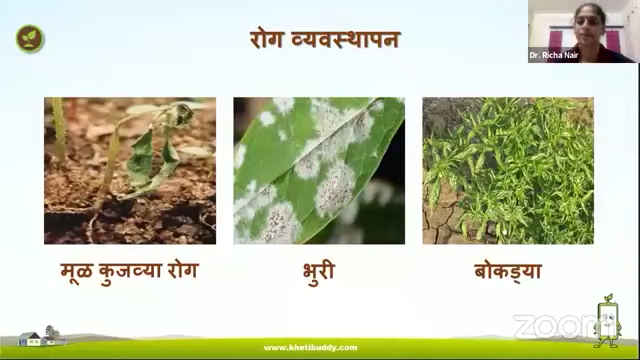 रोग व्यवस्थापन
Dr. Richa Nair
मूळ कुजव्या रोग
भुरी
बोकड्या
zoom
www.khetibuddy.com